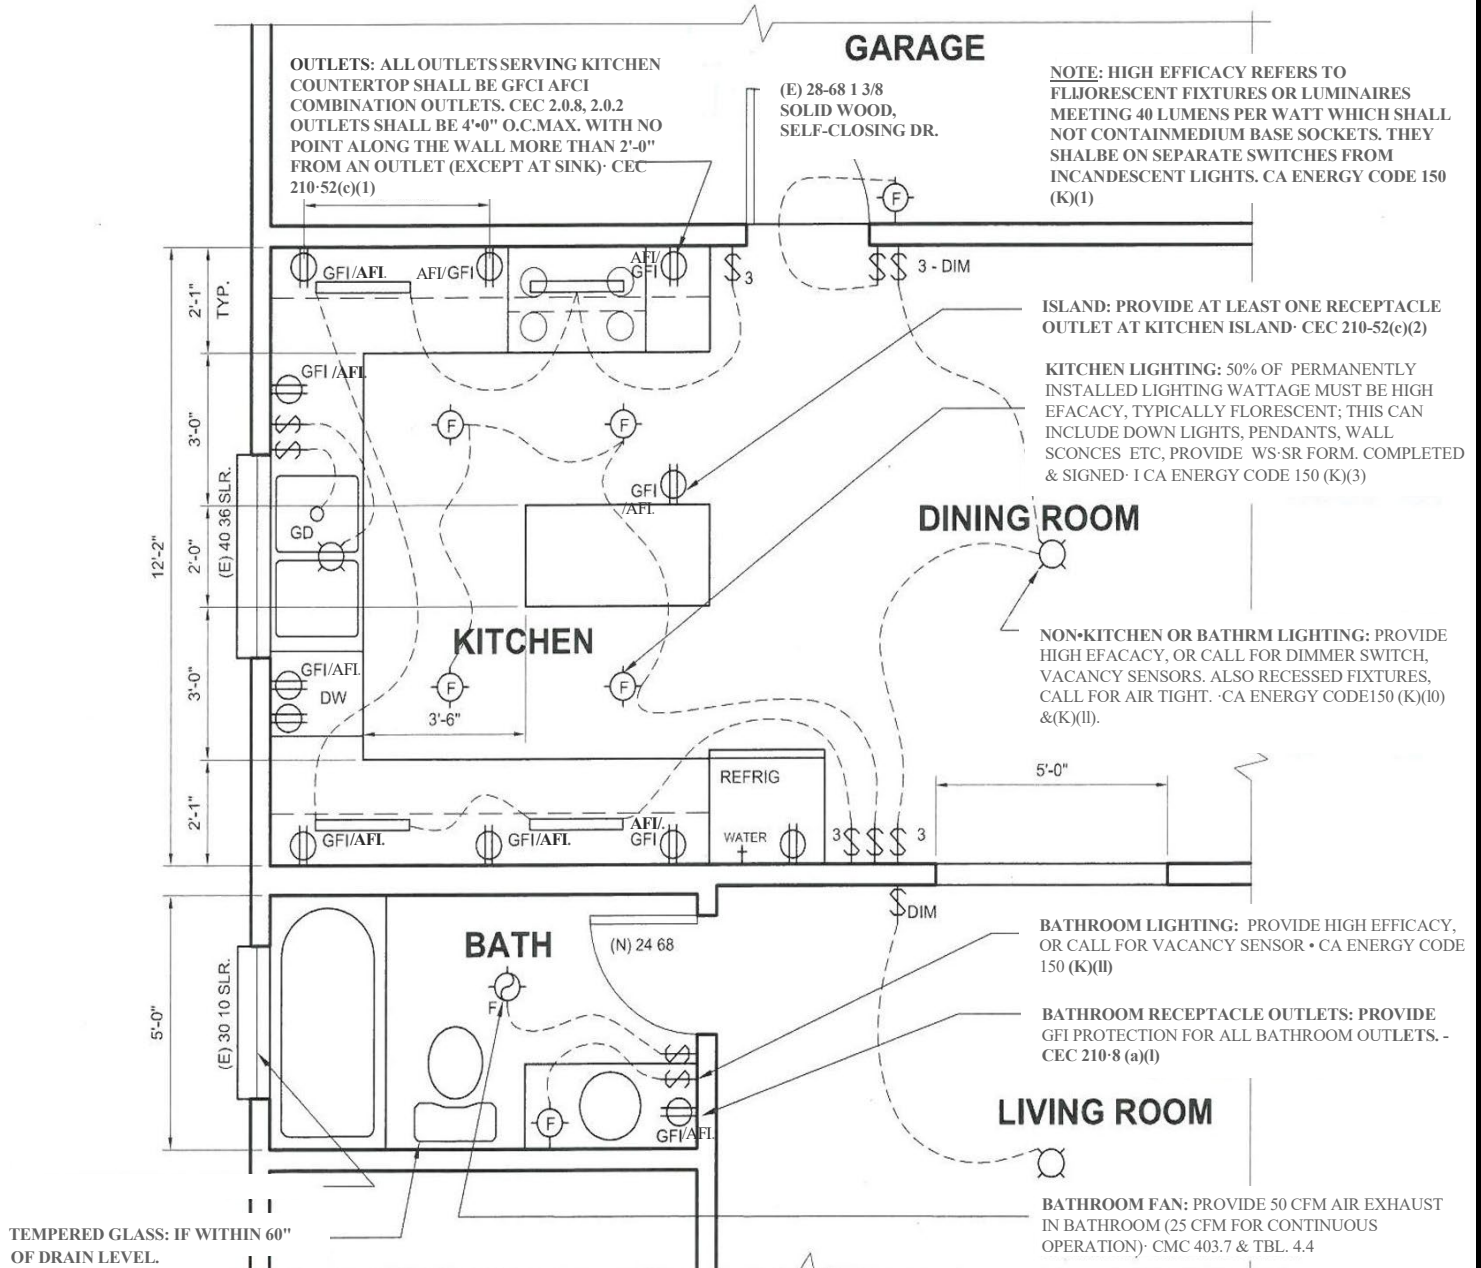 GARAGE
OUTLETS: ALL OUTLETS SERVING KITCHEN
COUNTERTOP SHALL BE GFCI AFCI
COMBINATION OUTLETS. CEC 2.0.8, 2.0.2
OUTLETS SHALL BE 4'•0" O.C.MAX. WITH NO
POINT ALONG THE WALL MORE THAN 2'-0"
FROM AN OUTLET (EXCEPT AT SINK)· CEC
210·52(c)(1)
(E) 28-68 1 3/8
SOLID WOOD,
SELF-CLOSING DR.
NOTE: HIGH EFFICACY REFERS TO
FLIJORESCENT FIXTURES OR LUMINAIRES
MEETING 40 LUMENS PER WATT WHICH SHALL
NOT CONTAINMEDIUM BASE SOCKETS. THEY
SHALBE ON SEPARATE SWITCHES FROM
INCANDESCENT LIGHTS. CA ENERGY CODE 150
(K)(1)
F
GFI/AFI.
AFI/GFI
AFI/
GFI
3
3 - DIM
2'-1"
TYP.
ISLAND: PROVIDE AT LEAST ONE RECEPTACLE
OUTLET AT KITCHEN ISLAND· CEC 210-52(c)(2)
GFI /AFI.
KITCHEN LIGHTING: 50% OF PERMANENTLY
INSTALLED LIGHTING WATTAGE MUST BE HIGH
EFACACY, TYPICALLY FLORESCENT; THIS CAN
INCLUDE DOWN LIGHTS, PENDANTS, WALL
SCONCES ETC, PROVIDE WS·SR FORM. COMPLETED
& SIGNED· I CA ENERGY CODE 150 (K)(3)
3'-0"
F
F
GFI
/AFI.
(E) 40 36 SLR.
GD
DINING ROOM
12'-2"
2'-0"
KITCHEN
NON•KITCHEN OR BATHRM LIGHTING: PROVIDE
HIGH EFACACY, OR CALL FOR DIMMER SWITCH,
VACANCY SENSORS. ALSO RECESSED FIXTURES,
CALL FOR AIR TIGHT. ·CA ENERGY CODE150 (K)(l0)
&(K)(ll).
3'-0"
GFI/AFI.
DW
F
F
3'-6"
5'-0"
REFRIG
2'-1"
GFI/AFI.
GFI/AFI.
AFI/.
GFI
WATER
3
3
DIM
BATH
(N) 24 68
BATHROOM LIGHTING: PROVIDE HIGH EFFICACY,
OR CALL FOR VACANCY SENSOR • CA ENERGY CODE
150 (K)(ll)
5'-0"
(E) 30 10 SLR.
F
BATHROOM RECEPTACLE OUTLETS: PROVIDE
GFI PROTECTION FOR ALL BATHROOM OUTLETS. -
CEC 210·8 (a)(l)
F
GFI/AFI.
LIVING ROOM
BATHROOM FAN: PROVIDE 50 CFM AIR EXHAUST
IN BATHROOM (25 CFM FOR CONTINUOUS
OPERATION)· CMC 403.7 & TBL. 4.4
TEMPERED GLASS: IF WITHIN 60"
OF DRAIN LEVEL.